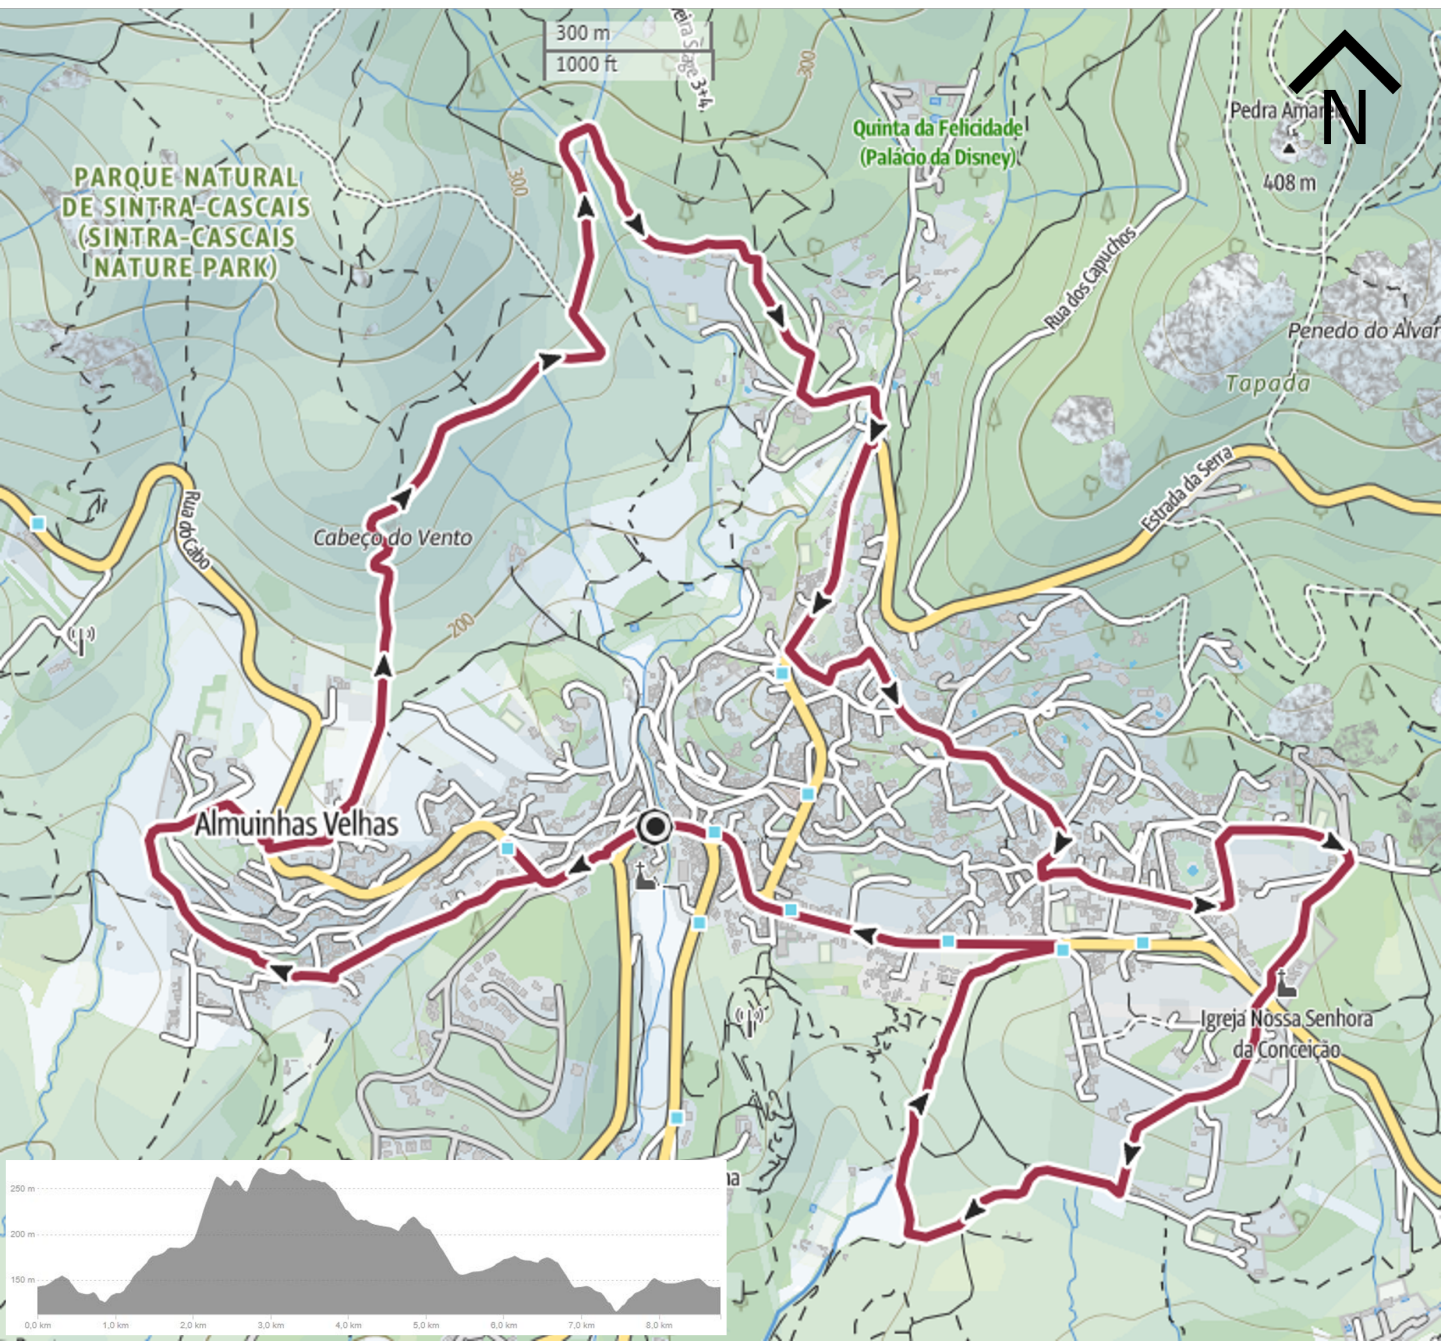 300 m
1000 ft
3+4
300
N
Pedra Amarela
408 m
Quinta da Felicidade
(Palácio da Disney)
PARQUE NATURAL
DE SINTRA-CASCAIS
(SINTRA-CASCAIS
NATURE PARK)
300
Rua dos Capuchos
Penedo do Alvar
Tapada
Estrada da Serra
Rua do Cabo
Cabeço do Vento
200
Almuinhas Velhas
Igreja Nossa Senhora
da Conceição
na
250 m
200 m
150 m
0,0 km
1,0 km
2,0 km
3,0 km
4,0 km
5,0 km
6,0 km
7,0 km
8,0 km